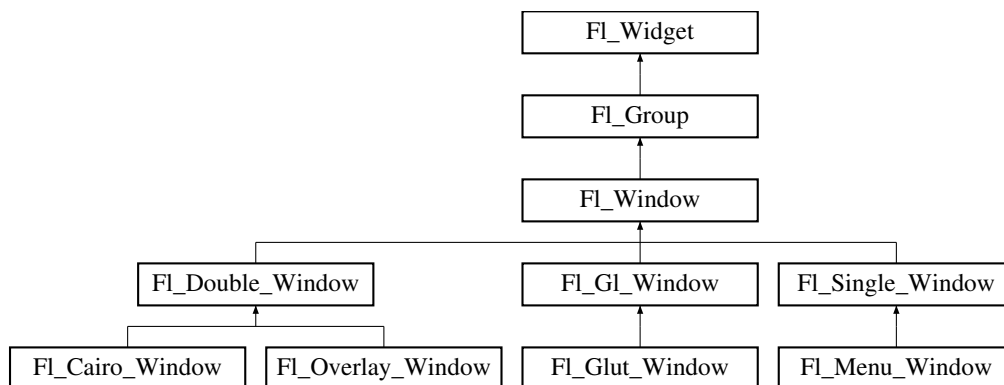 Fl_Widget
Fl_Group
Fl_Window
Fl_Double_Window
Fl_Gl_Window
Fl_Single_Window
Fl_Cairo_Window
Fl_Overlay_Window
Fl_Glut_Window
Fl_Menu_Window